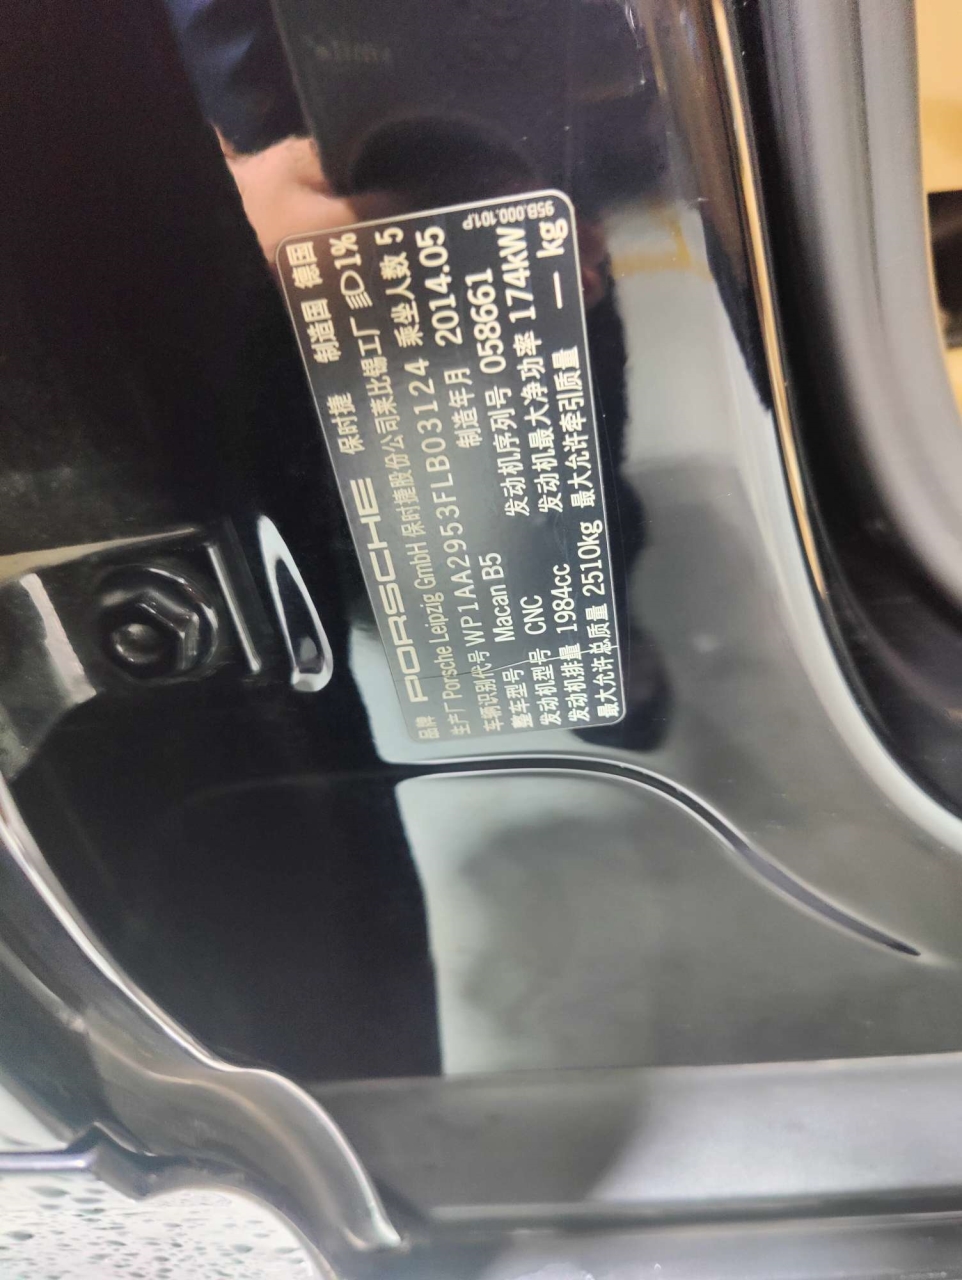 品牌 PORSCHE 保时捷 制造国 德国
生产厂 Porsche Leipzig GmbH 保时捷股份公司莱比锡工厂 1%
车辆识别代号 WP1AA2953FLB03124 乘坐人数 5
整车型号 Macan B5 制造年月 2014.05
发动机型号 CNC 发动机序列号 058661
发动机排量 1984cc 发动机最大净功率 174kW
最大允许总质量 2510kg 最大允许牵引质量 — kg
95B.000.101.P